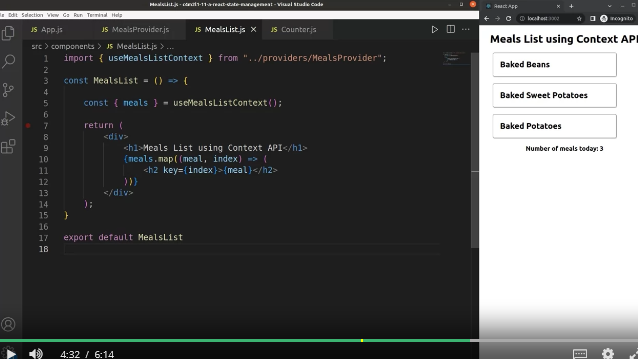 MealsList.js - c6m3l1-11-a-react-state-management - Visual Studio Code
Edit Selection View Go Run Terminal Help
JS App.js
JS MealsProvider.js
JS MealsList.js ×
JS Counter.js
src > components > JS MealsList.js > ...
1 import { useMealsListContext } from "../providers/MealsProvider";
2
3 const MealsList = () => {
4
5 const { meals } = useMealsListContext();
6
7 return (
8 <div>
9 <h1>Meals List using Context API</h1>
10 {meals.map((meal, index) => (
11 <h2 key={index}>{meal}</h2>
12 ))}
13 </div>
14 );
15 }
16
17 export default MealsList
18
4:32 / 6:14
React App
localhost:3002
Incognito
Meals List using Context API
Baked Beans
Baked Sweet Potatoes
Baked Potatoes
Number of meals today: 3